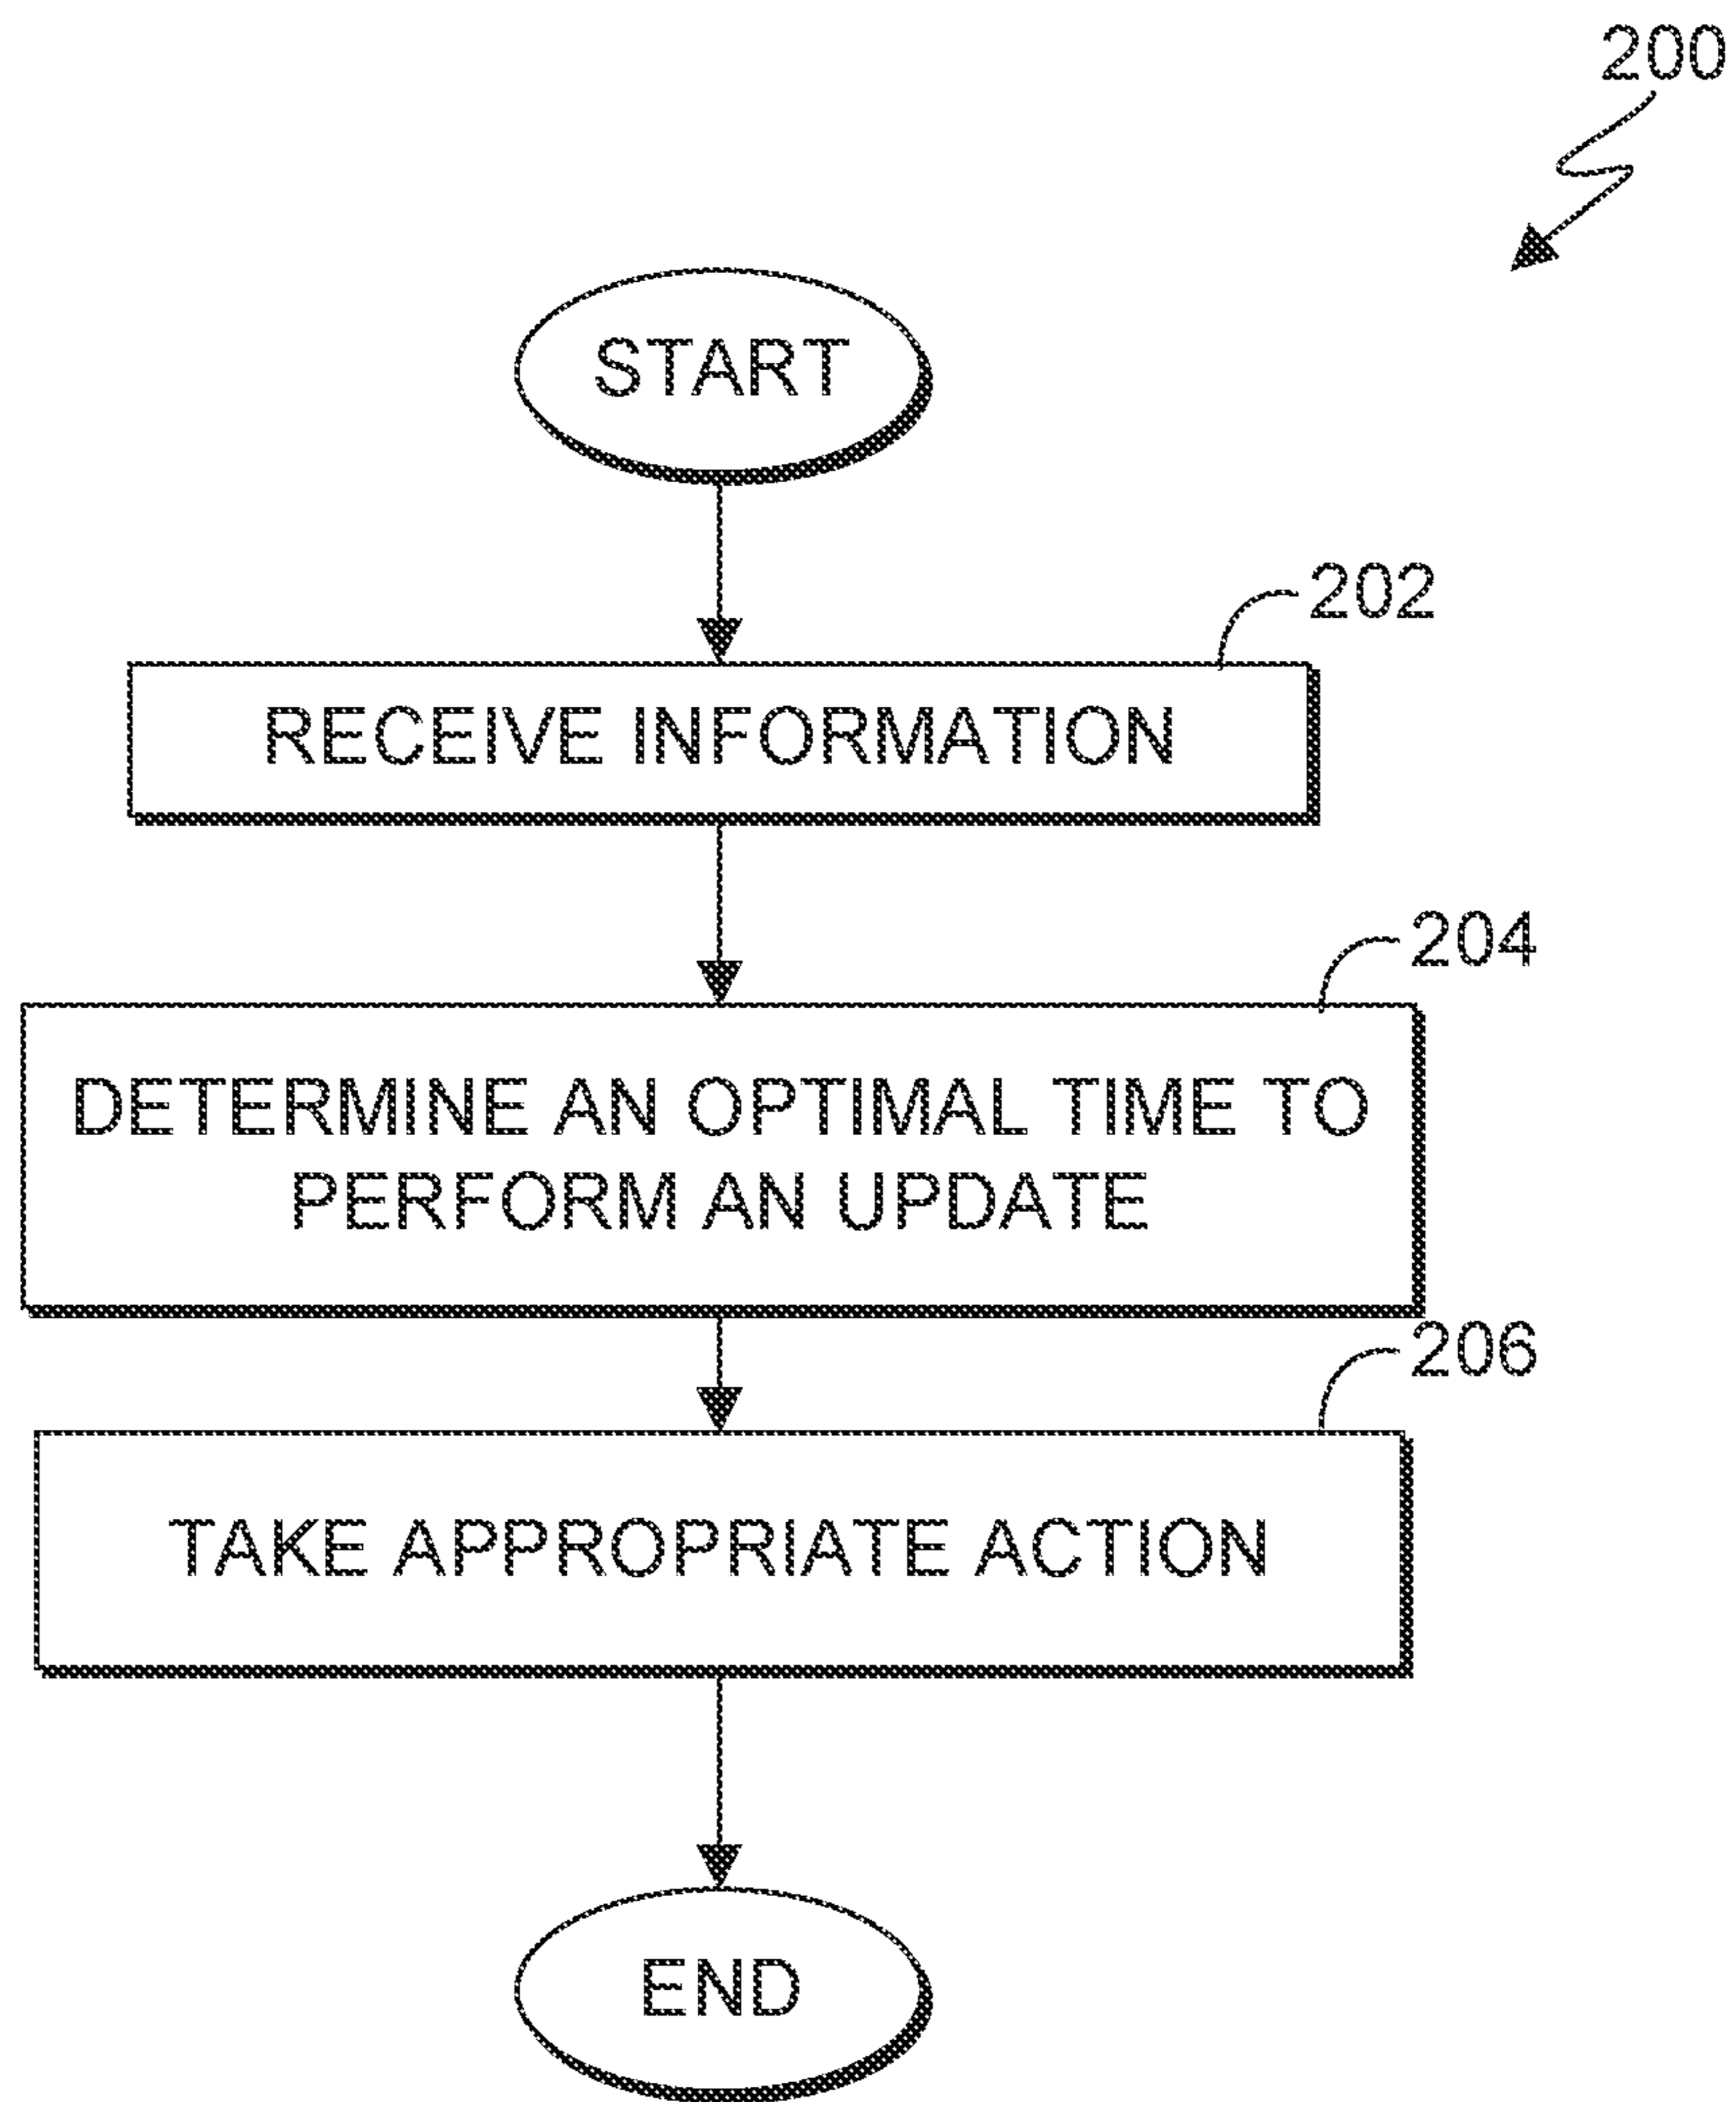 200
START
202
RECEIVE INFORMATION
204
DETERMINE AN OPTIMAL TIME TO
PERFORM AN UPDATE
206
TAKE APPROPRIATE ACTION
END